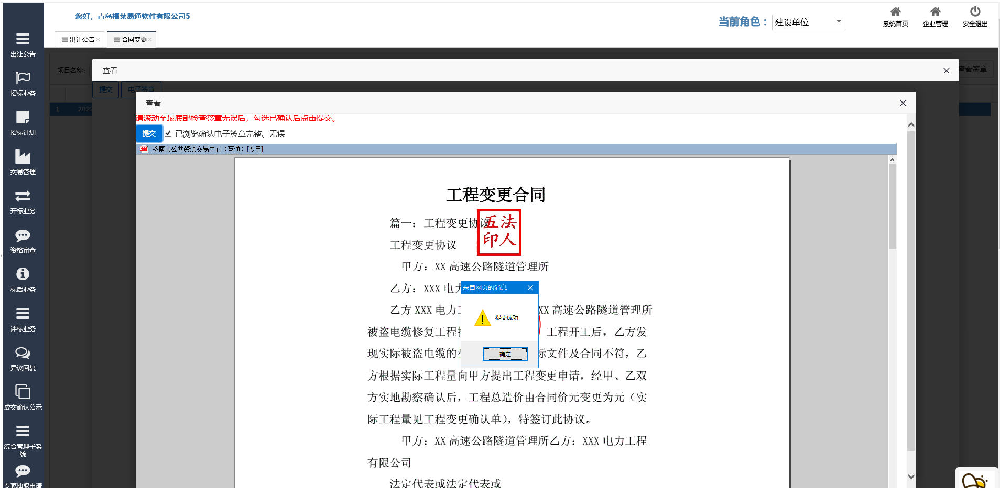 您好，青岛福莱易通软件有限公司5
当前角色： 建设单位
系统首页 企业管理 安全退出
出让公告 合同变更
出让公告
招标业务
招标计划
交易管理
开标业务
资格审查
标后业务
评标业务
异议回复
成交确认公示
综合管理子系
统
专家抽取申请
项目名称： 查看签章
查看
提交 电子签章
1 2022
查看
请滚动至最底部检查签章无误后，勾选已确认后点击提交。
提交 已浏览确认电子签章完整、无误
济南市公共资源交易中心（互通）[专用]
工程变更合同
篇一：工程变更协议
五法
印人
工程变更协议
甲方：XX 高速公路隧道管理所
乙方：XXX 电力
乙方 XXX 电力工 XX 高速公路隧道管理所
被盗电缆修复工程 工程开工后，乙方发
现实际被盗电缆的型 标文件及合同不符，乙
方根据实际工程量向甲方提出工程变更申请，经甲、乙双
方实地勘察确认后，工程总造价由合同价元变更为元（实
际工程量见工程变更确认单），特签订此协议。
甲方：XX 高速公路隧道管理所乙方：XXX 电力工程
有限公司
法定代表或法定代表或
来自网页的消息
提交成功
确定